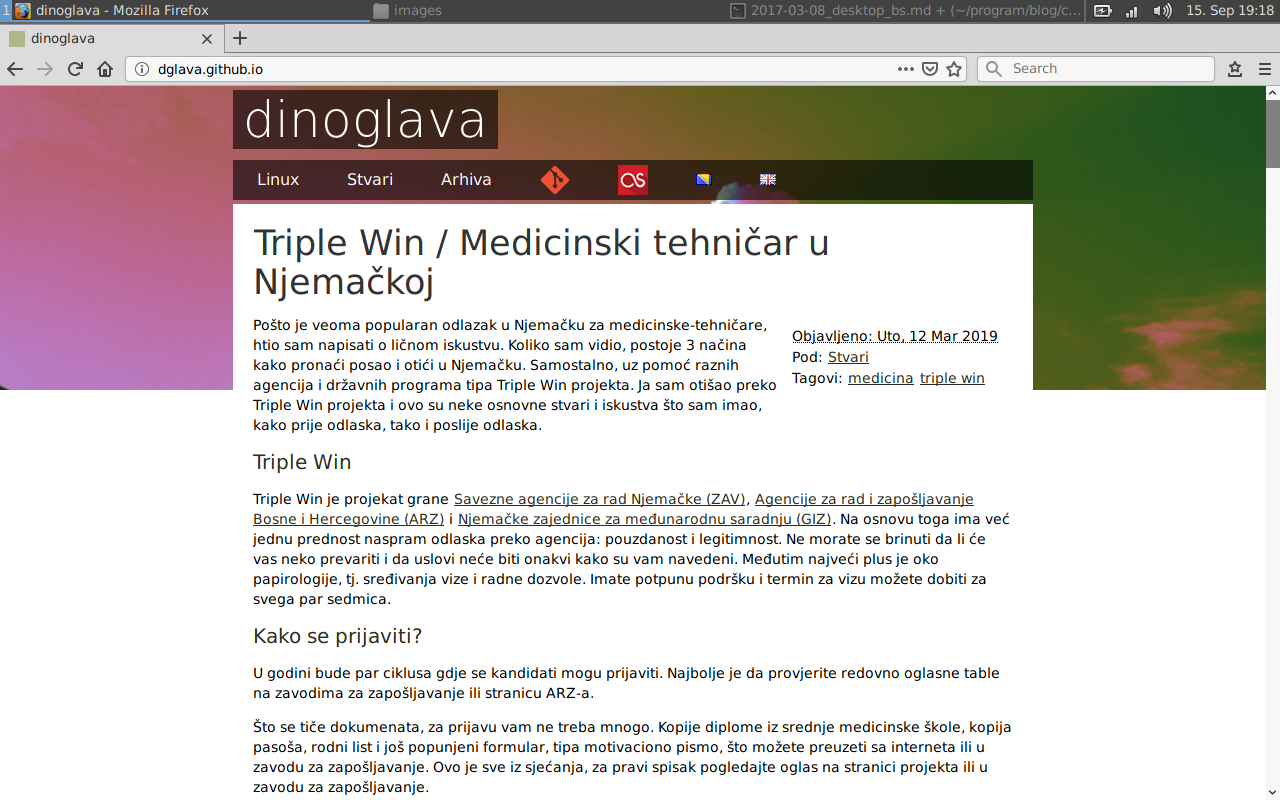 1 dinoglava - Mozilla Firefox
images
2017-03-08_desktop_bs.md + (~/program/blog/c...
15. Sep 19:18
dinoglava
dglava.github.io
Search
dinoglava
Linux Stvari Arhiva
Triple Win / Medicinski tehničar u
Njemačkoj
Pošto je veoma popularan odlazak u Njemačku za medicinske-tehničare,
htio sam napisati o ličnom iskustvu. Koliko sam vidio, postoje 3 načina
kako pronaći posao i otići u Njemačku. Samostalno, uz pomoć raznih
agencija i državnih programa tipa Triple Win projekta. Ja sam otišao preko
Triple Win projekta i ovo su neke osnovne stvari i iskustva što sam imao,
kako prije odlaska, tako i poslije odlaska.
Objavljeno: Uto, 12 Mar 2019
Pod: Stvari
Tagovi: medicina triple win
Triple Win
Triple Win je projekat grane Savezne agencije za rad Njemačke (ZAV), Agencije za rad i zapošljavanje
Bosne i Hercegovine (ARZ) i Njemačke zajednice za međunarodnu saradnju (GIZ). Na osnovu toga ima već
jednu prednost naspram odlaska preko agencija: pouzdanost i legitimnost. Ne morate se brinuti da li će
vas neko prevariti i da uslovi neće biti onakvi kako su vam navedeni. Međutim najveći plus je oko
papirologije, tj. sređivanja vize i radne dozvole. Imate potpunu podršku i termin za vizu možete dobiti za
svega par sedmica.
Kako se prijaviti?
U godini bude par ciklusa gdje se kandidati mogu prijaviti. Najbolje je da provjerite redovno oglasne table
na zavodima za zapošljavanje ili stranicu ARZ-a.
Što se tiče dokumenata, za prijavu vam ne treba mnogo. Kopije diplome iz srednje medicinske škole, kopija
pasoša, rodni list i još popunjeni formular, tipa motivaciono pismo, što možete preuzeti sa interneta ili u
zavodu za zapošljavanje. Ovo je sve iz sjećanja, za pravi spisak pogledajte oglas na stranici projekta ili u
zavodu za zapošljavanje.